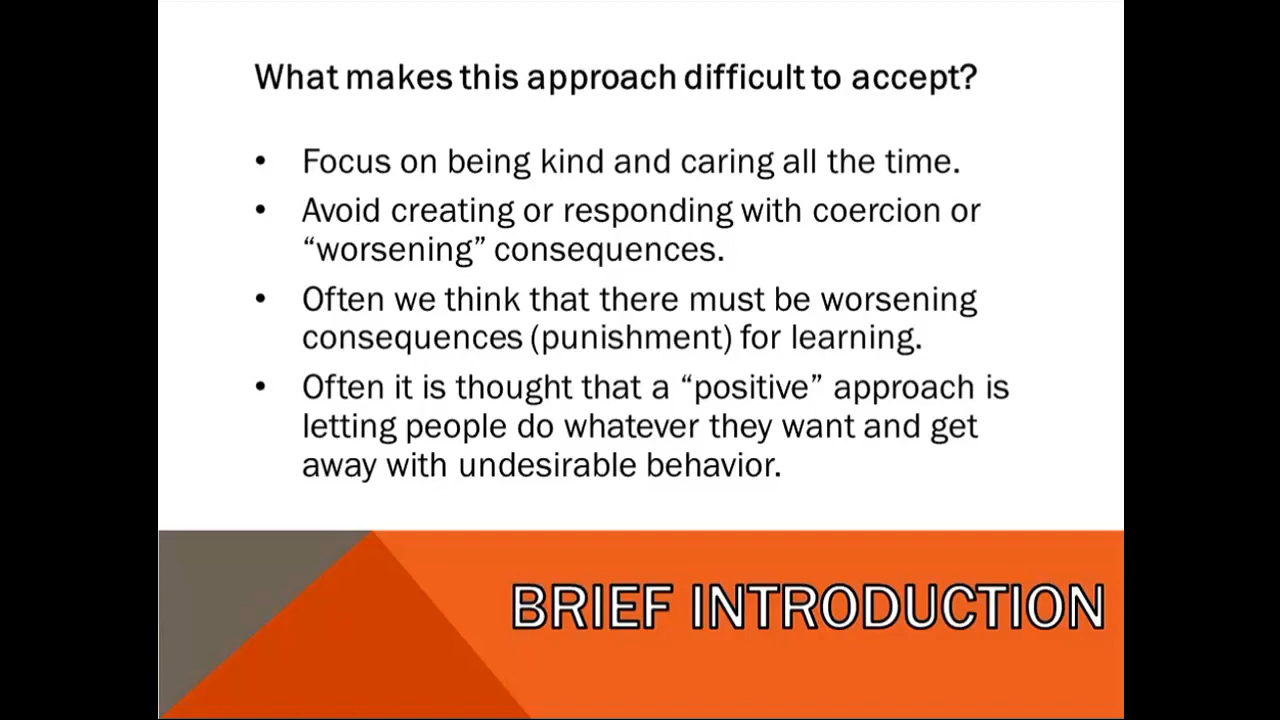 What makes this approach difficult to accept?
• Focus on being kind and caring all the time.
• Avoid creating or responding with coercion or
“worsening” consequences.
• Often we think that there must be worsening
consequences (punishment) for learning.
• Often it is thought that a “positive” approach is
letting people do whatever they want and get
away with undesirable behavior.
BRIEF INTRODUCTION